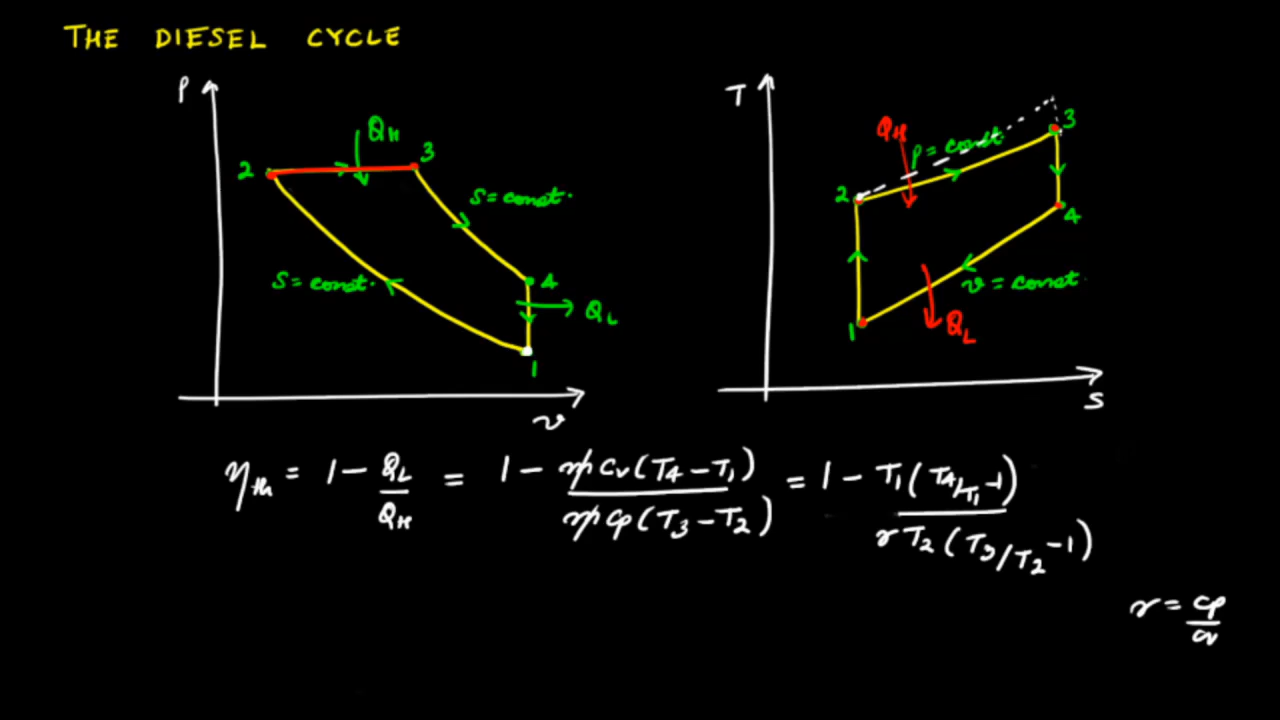 THE DIESEL CYCLE
P
T
QH
2
3
S = const.
S = const.
4
QL
1
v
QH
P = const.
3
2
4
v = const.
1
QL
S
ηth = 1 - QL/QH = 1 - m Cv (T4 - T1) / m Cp (T3 - T2) = 1 - T1 (T4/T1 - 1) / γ T2 (T3/T2 - 1)
γ = Cp/Cv